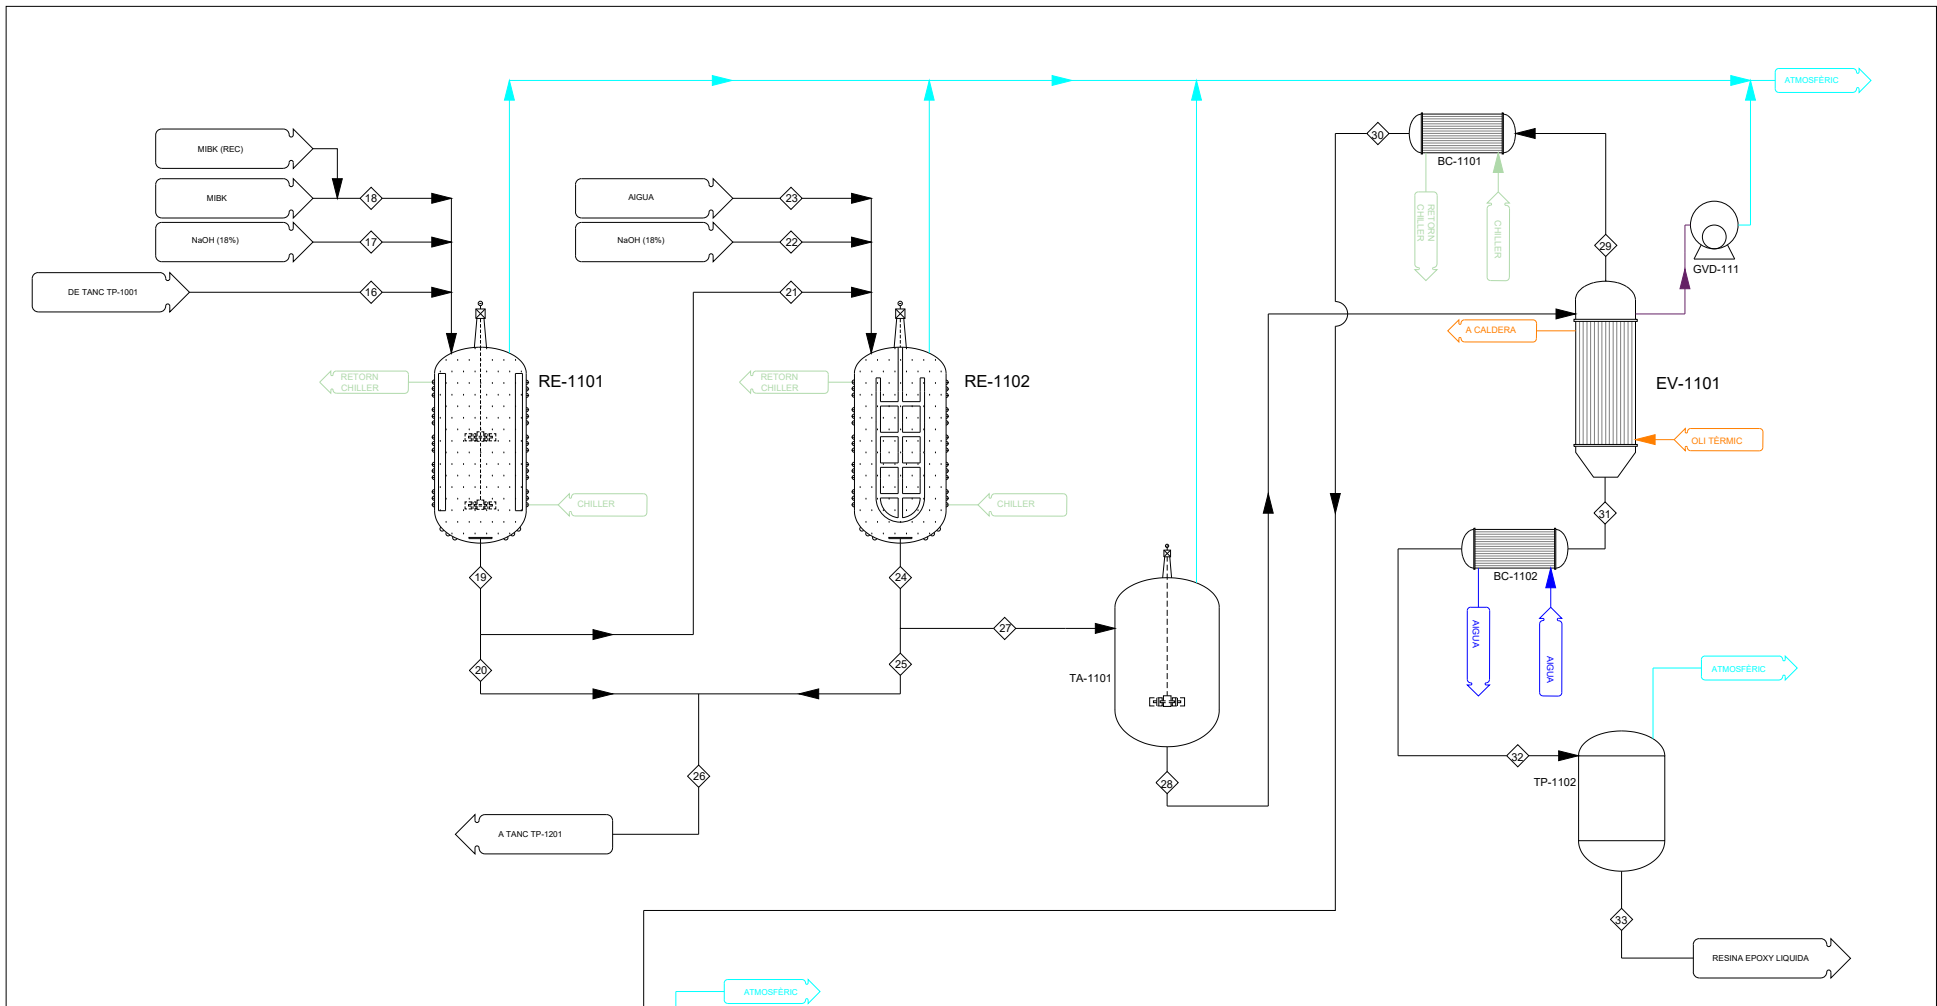 ATMOSFÈRIC
MIBK (REC)
30
BC-1101
MIBK
18
AIGUA
23
NaOH (18%)
17
NaOH (18%)
22
RETORN
CHILLER
CHILLER
29
GVD-111
DE TANC TP-1001
16
21
A CALDERA
RETORN
CHILLER
RE-1101
RETORN
CHILLER
RE-1102
EV-1101
OLI TÈRMIC
CHILLER
CHILLER
31
BC-1102
19
24
27
AIGUA
AIGUA
20
25
TA-1101
ATMOSFÈRIC
26
28
32
TP-1102
A TANC TP-1201
33
RESINA EPOXY LIQUIDA
ATMOSFÈRIC